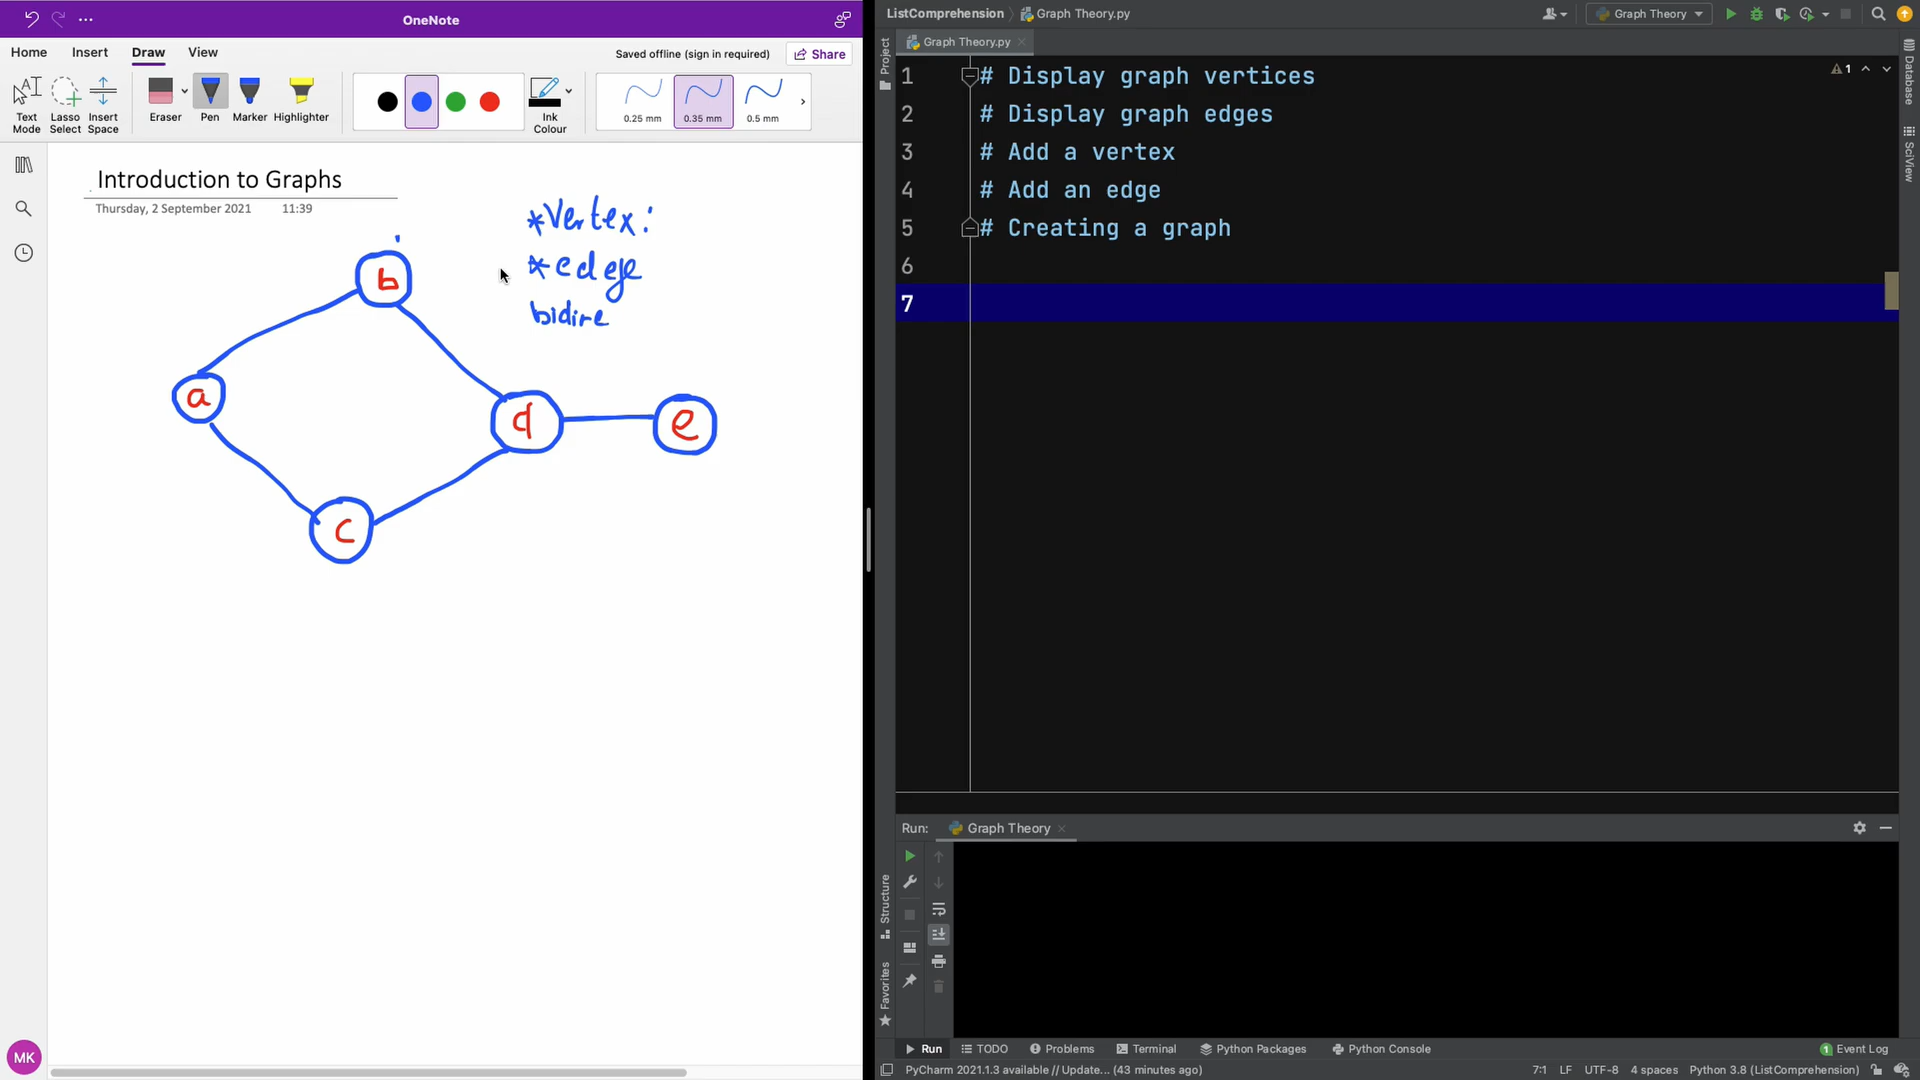 OneNote
Home Insert Draw View
Saved offline (sign in required) Share
Text Mode
Lasso Select
Insert Space
Eraser Pen Marker Highlighter
Ink Colour
0.25 mm 0.35 mm 0.5 mm
Introduction to Graphs
Thursday, 2 September 2021 11:39
*Vertex:
*edge
bidire
b
a
d
e
c
MK
ListComprehension Graph Theory.py
Graph Theory
Graph Theory.py
Project
1 # Display graph vertices
2 # Display graph edges
3 # Add a vertex
4 # Add an edge
5 # Creating a graph
6
7
1
Database
SciView
Run: Graph Theory
Structure
Favorites
Run TODO Problems Terminal Python Packages Python Console 1 Event Log
PyCharm 2021.1.3 available // Update... (43 minutes ago) 7:1 LF UTF-8 4 spaces Python 3.8 (ListComprehension)